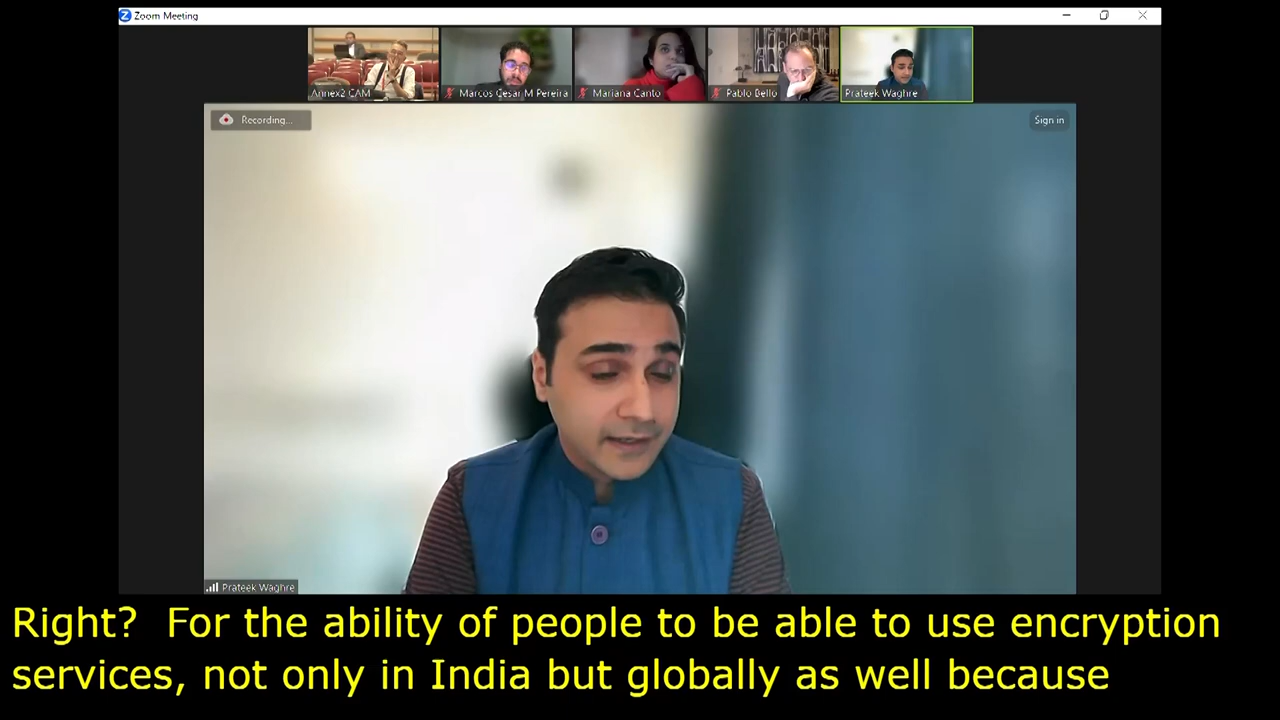 Zoom Meeting
Annex2 CAM
Marcos Cesar M Pereira
Mariana Canto
Pablo Bello
Prateek Waghre
Recording...
Sign in
Prateek Waghre
Right?  For the ability of people to be able to use encryption
services, not only in India but globally as well because